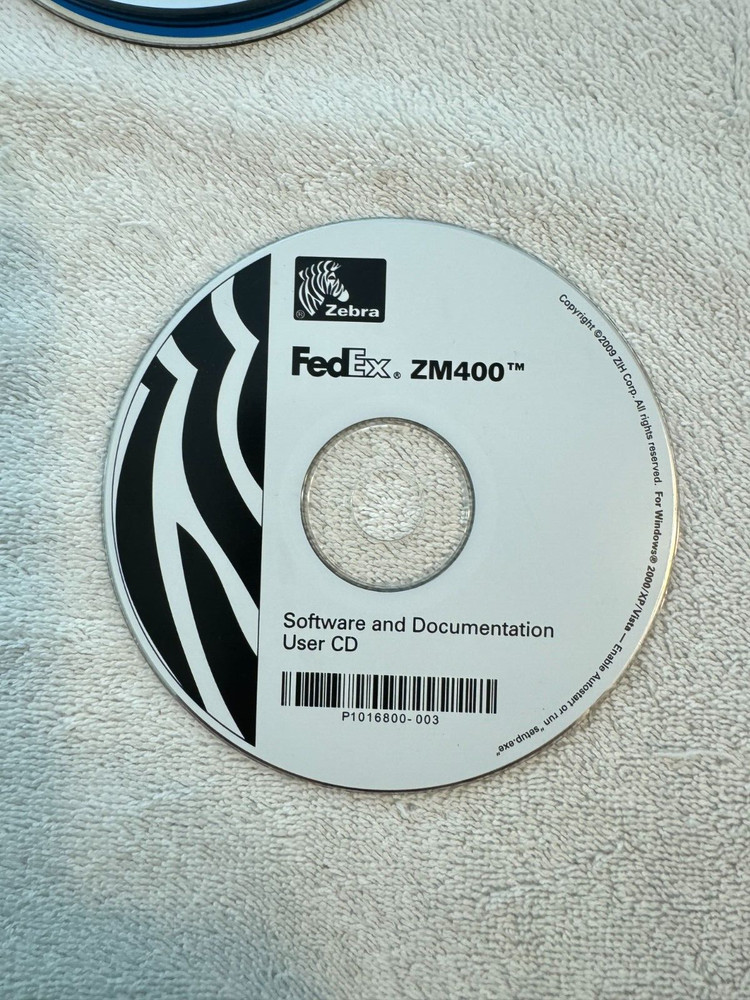 ® Zebra
FedEx® ZM400™
Software and Documentation
User CD
P1016800-003
Copyright ©2009 ZIH Corp. All rights reserved. For Windows® 2000/XP/Vista — Enable Autostart or run "setup.exe"